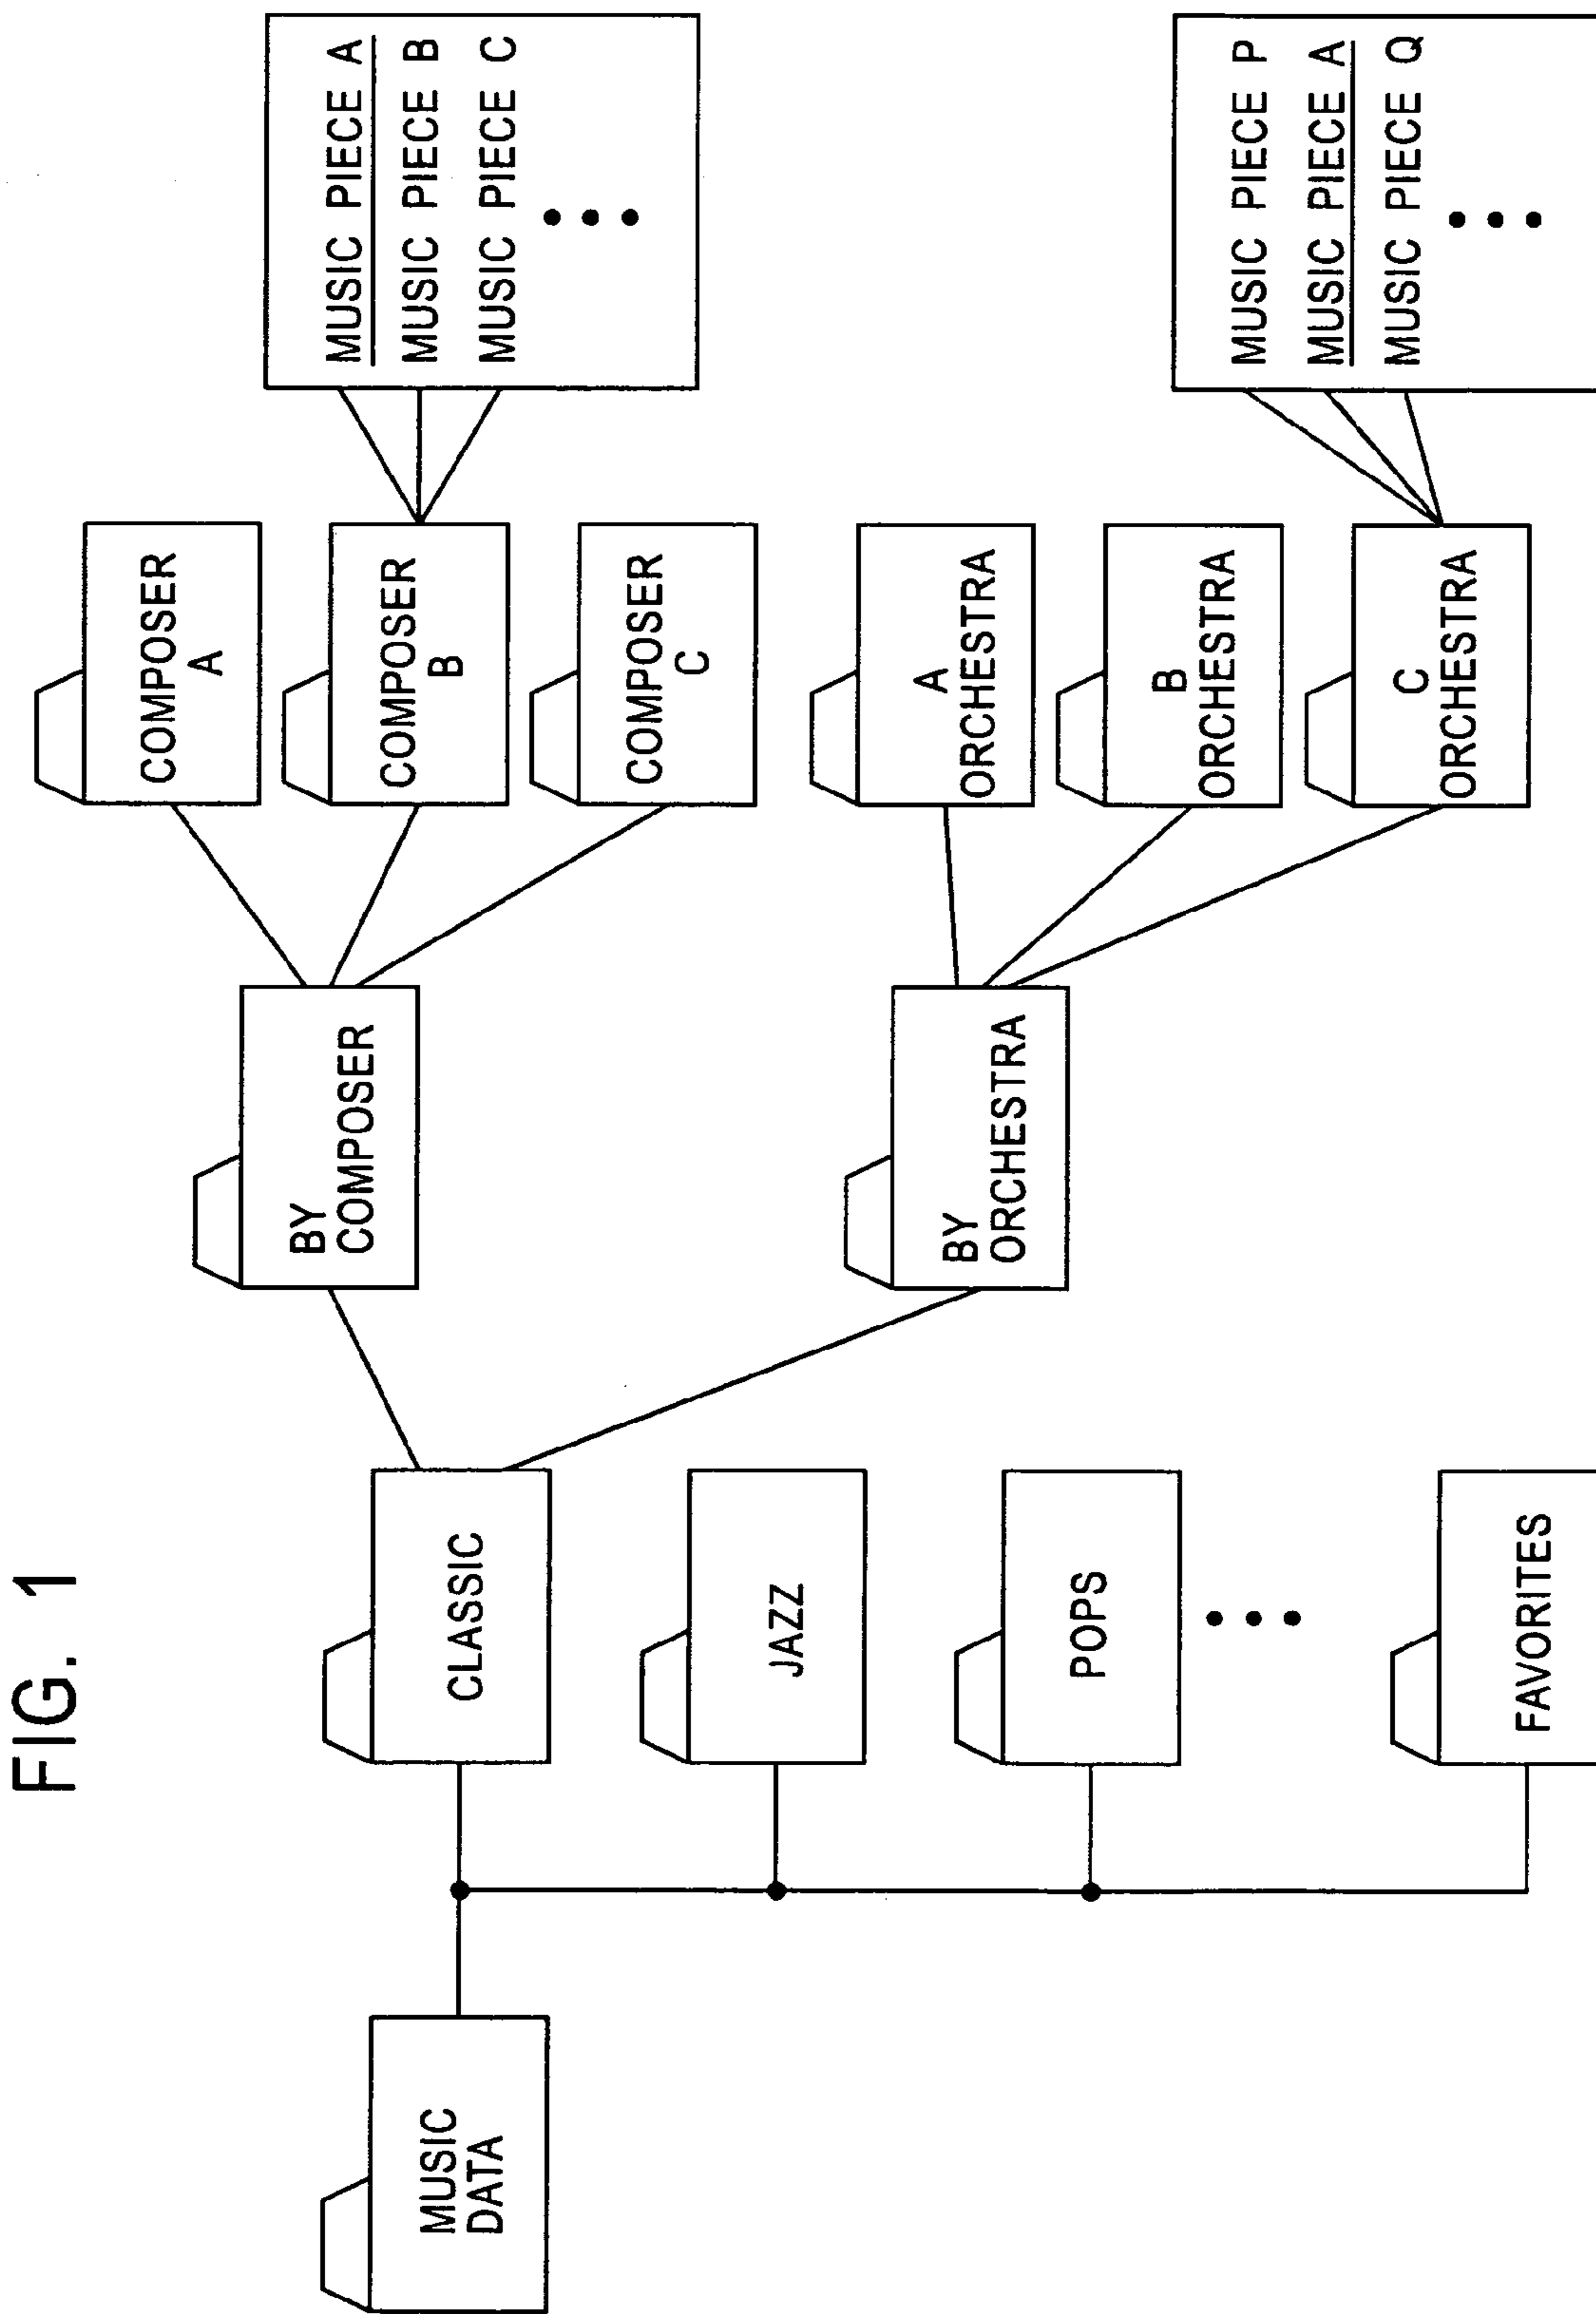 FIG. 1
MUSIC
DATA
CLASSIC
JAZZ
POPS
FAVORITES
BY
COMPOSER
BY
ORCHESTRA
COMPOSER
A
COMPOSER
B
COMPOSER
C
A
ORCHESTRA
B
ORCHESTRA
C
ORCHESTRA
MUSIC PIECE A
MUSIC PIECE B
MUSIC PIECE C
MUSIC PIECE P
MUSIC PIECE A
MUSIC PIECE Q